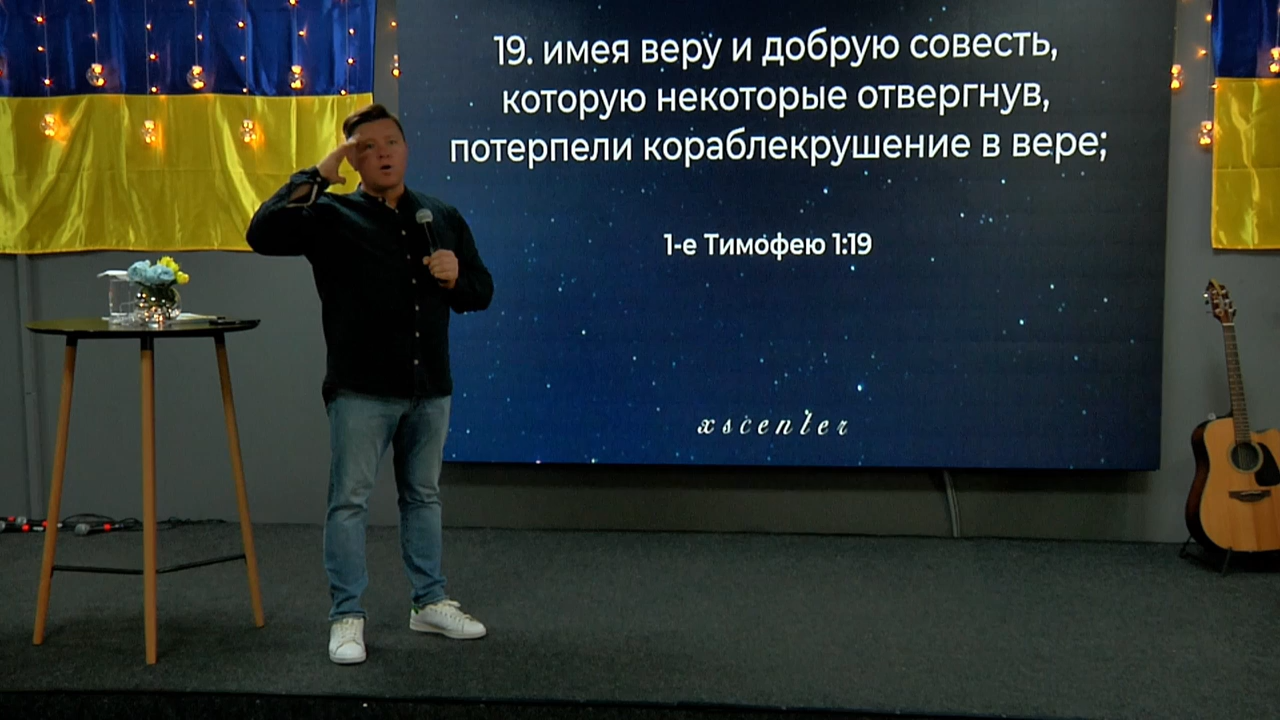 19. имея веру и добрую совесть,
которую некоторые отвергнув,
потерпели кораблекрушение в вере;
1-е Тимофею 1:19
xscenter